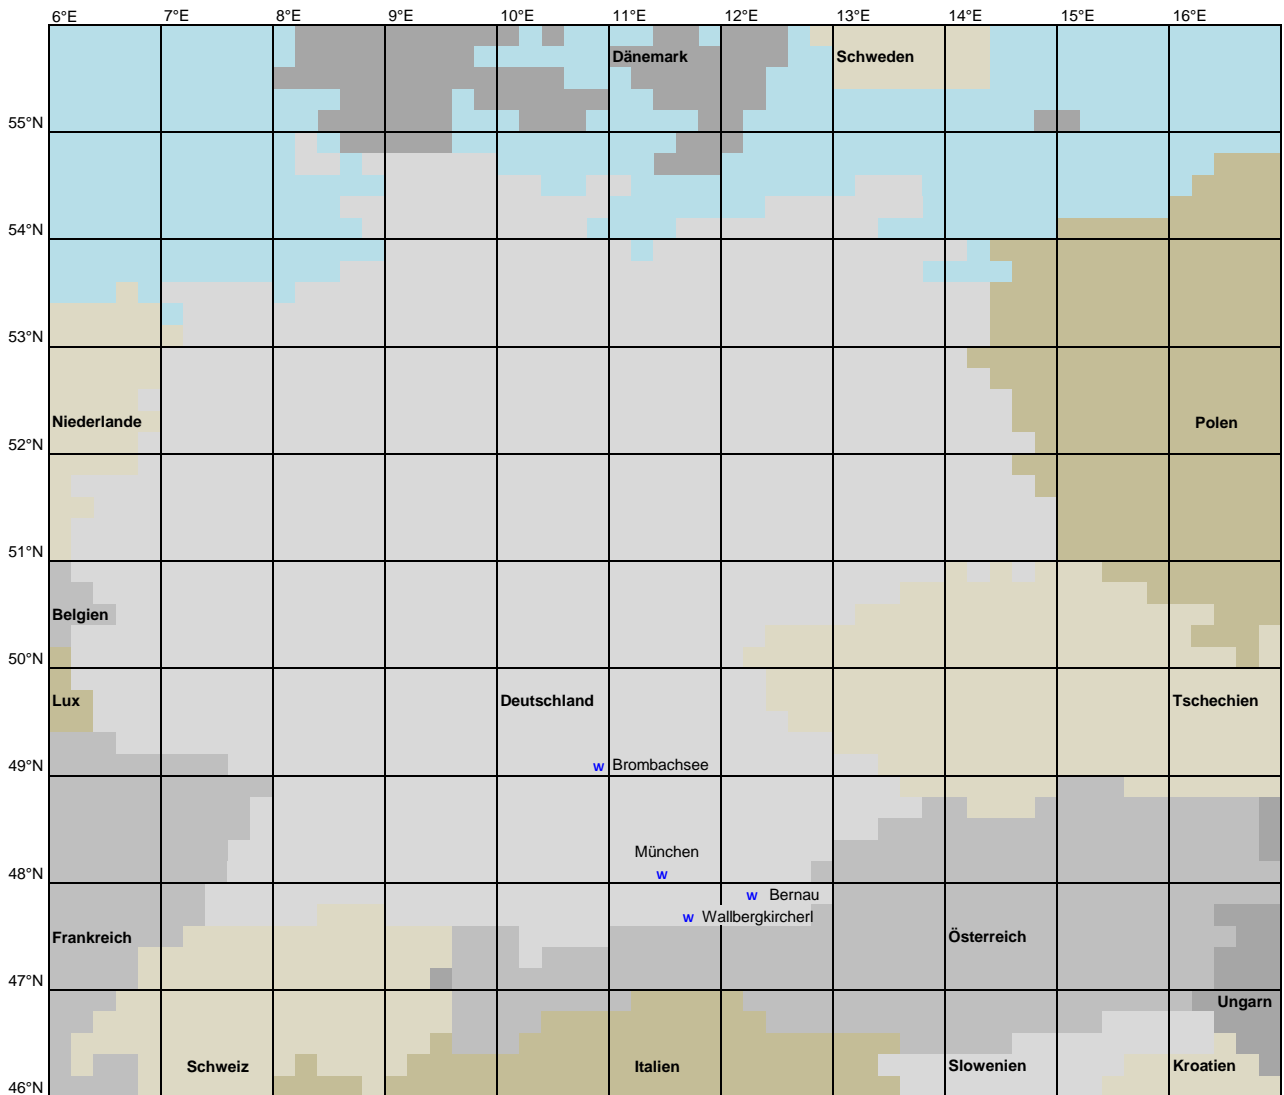 6°E 7°E 8°E 9°E 10°E 11°E 12°E 13°E 14°E 15°E 16°E
Dänemark Schweden
55°N
54°N
53°N
Niederlande Polen
52°N
51°N
Belgien
50°N
Lux Deutschland Tschechien
w Brombachsee
49°N
München
w
48°N
w Bernau
w Wallbergkircherl
Frankreich Österreich
47°N
Ungarn
Schweiz Italien Slowenien Kroatien
46°N